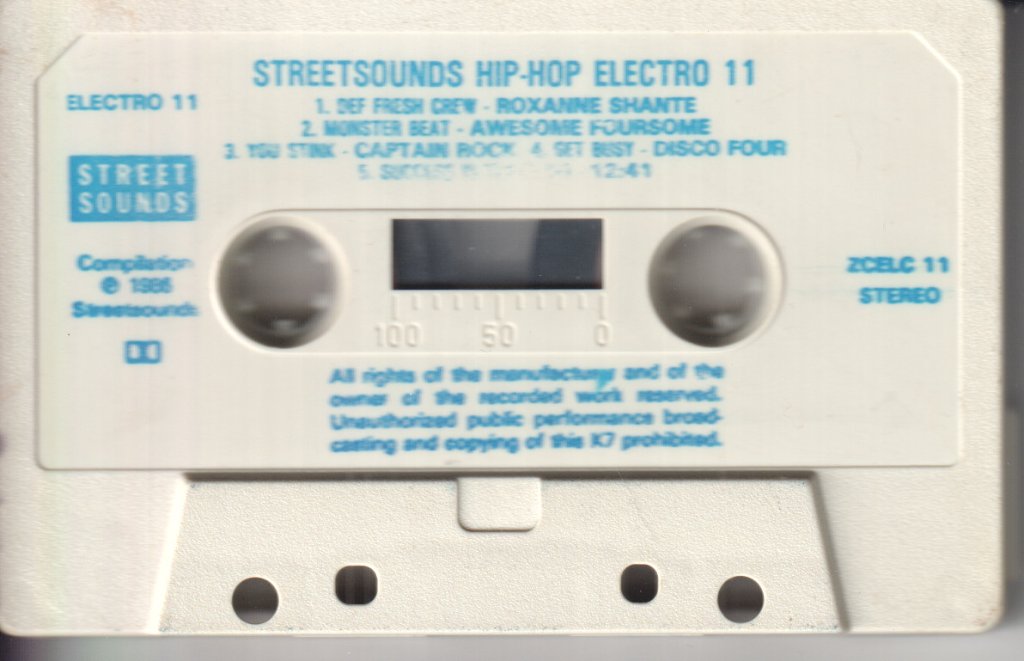 STREETSOUNDS HIP-HOP ELECTRO 11
ELECTRO 11
1. DEF FRESH CREW - ROXANNE SHANTE
2. MONSTER BEAT - AWESOME FOURSOME
3. YOU STINK - CAPTAIN ROCK 4. GET BUSY - DISCO FOUR
5. 12:41
STREET
SOUNDS
Compilation
℗ 1986
Streetsounds
ZCELC 11
STEREO
100 50 0
All rights of the manufacturer and of the
owner of the recorded work reserved.
Unauthorized public performance broad-
casting and copying of this K7 prohibited.